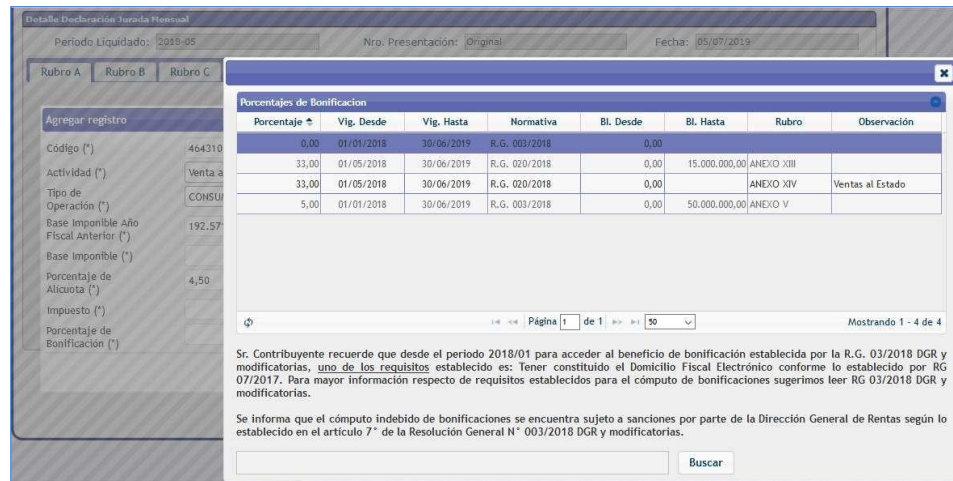 Detalle Declaración Jurada Mensual
Periodo Liquidado: 2018-05 Nro. Presentación: Original Fecha: 05/07/2019
Rubro A Rubro B Rubro C
Agregar registro
Código (*) 464310
Actividad (*) Venta a
Tipo de Operación (*) CONSU
Base Imponible Año Fiscal Anterior (*) 192.57
Base Imponible (*)
Porcentaje de Alícuota (*) 4,50
Impuesto (*)
Porcentaje de Bonificación (*)
Porcentajes de Bonificacion
Porcentaje Vig. Desde Vig. Hasta Normativa BI. Desde BI. Hasta Rubro Observación
0,00 01/01/2018 30/06/2019 R.G. 003/2018 0,00
33,00 01/05/2018 30/06/2019 R.G. 020/2018 0,00 15.000.000,00 ANEXO XIII
33,00 01/05/2018 30/06/2019 R.G. 020/2018 0,00 ANEXO XIV Ventas al Estado
5,00 01/01/2018 30/06/2019 R.G. 003/2018 0,00 50.000.000,00 ANEXO V
Página 1 de 1 50 Mostrando 1 - 4 de 4
Sr. Contribuyente recuerde que desde el periodo 2018/01 para acceder al beneficio de bonificación establecida por la R.G. 03/2018 DGR y
modificatorias, uno de los requisitos establecido es: Tener constituido el Domicilio Fiscal Electrónico conforme lo establecido por RG
07/2017. Para mayor información respecto de requisitos establecidos para el cómputo de bonificaciones sugerimos leer RG 03/2018 DGR y
modificatorias.
Se informa que el cómputo indebido de bonificaciones se encuentra sujeto a sanciones por parte de la Dirección General de Rentas según lo
establecido en el artículo 7° de la Resolución General N° 003/2018 DGR y modificatorias.
Buscar